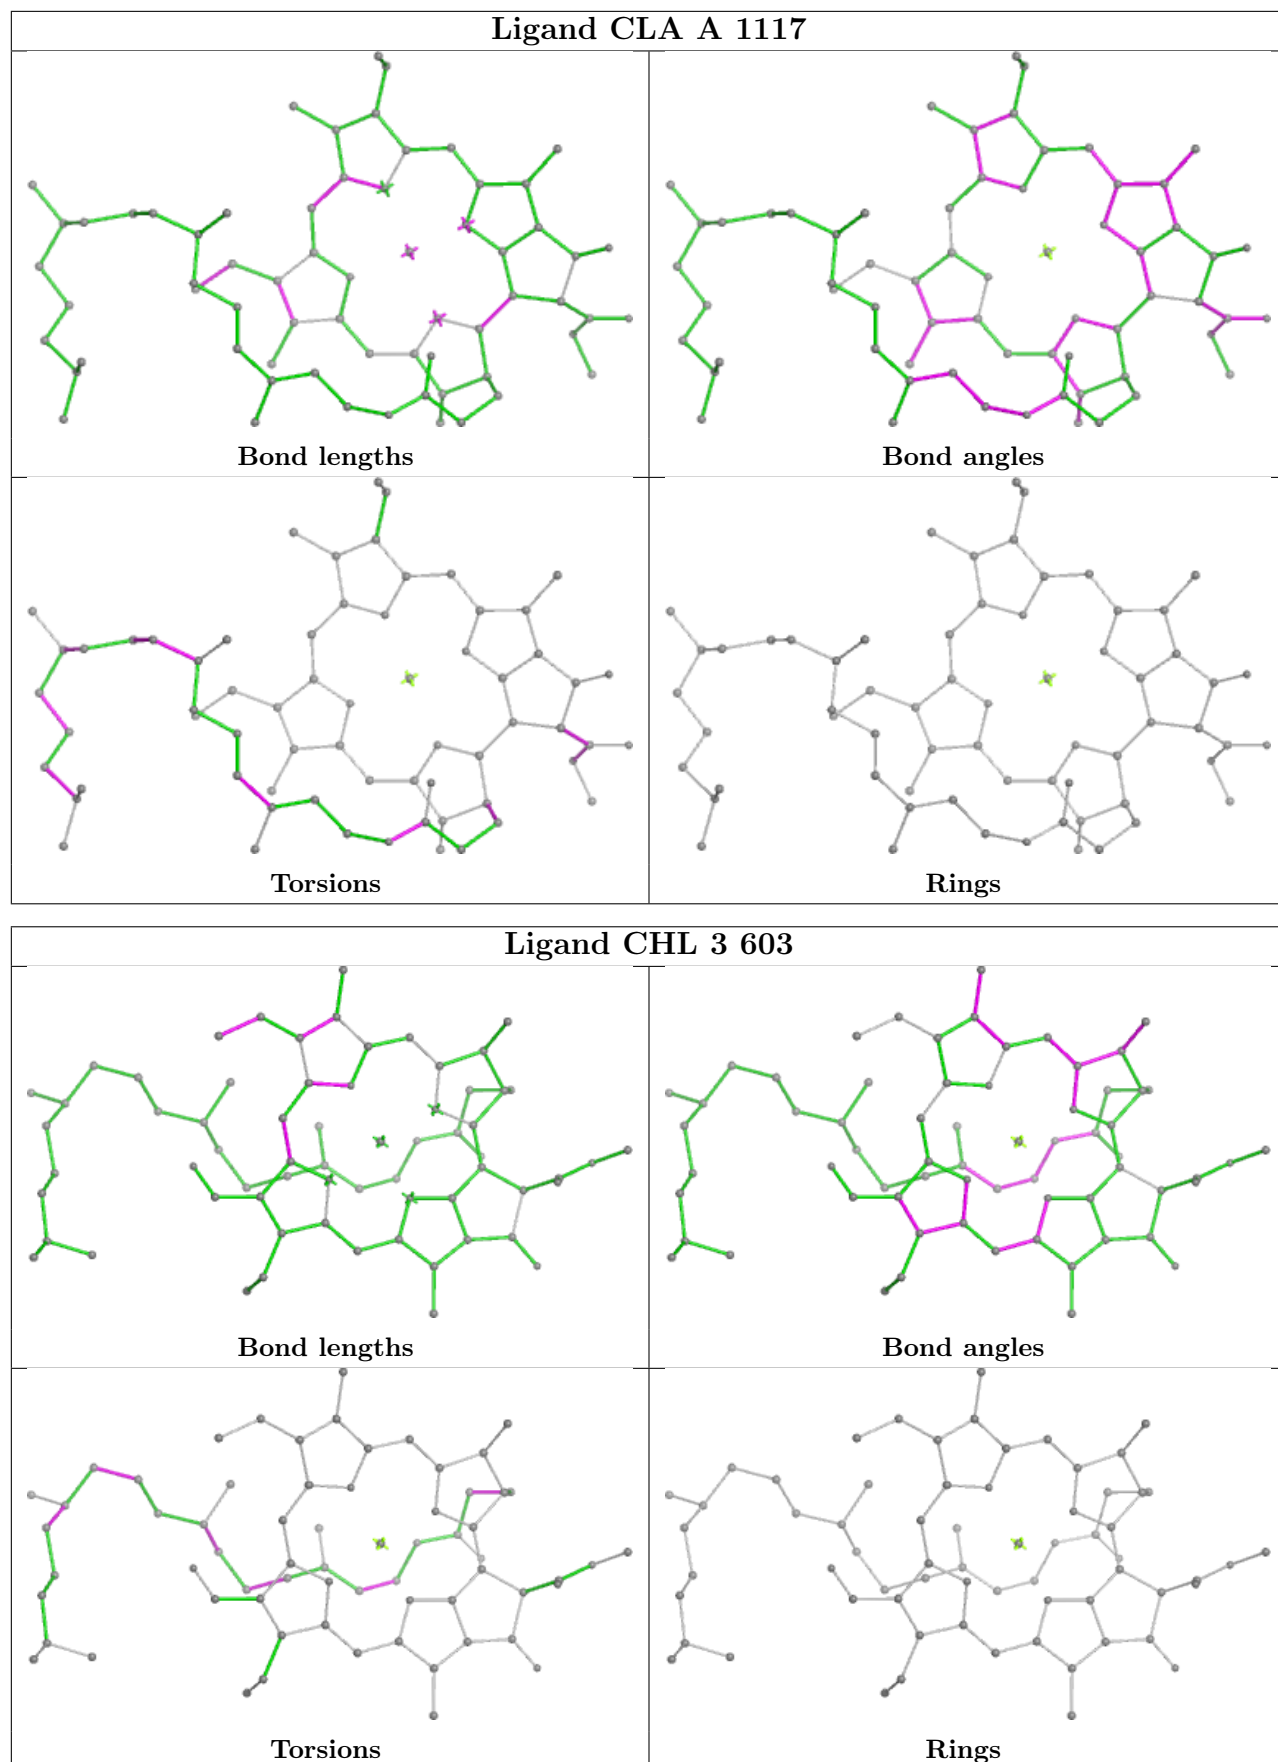 Ligand CLA A 1117
Bond lengths
Bond angles
Torsions
Rings
Ligand CHL 3 603
Bond lengths
Bond angles
Torsions
Rings